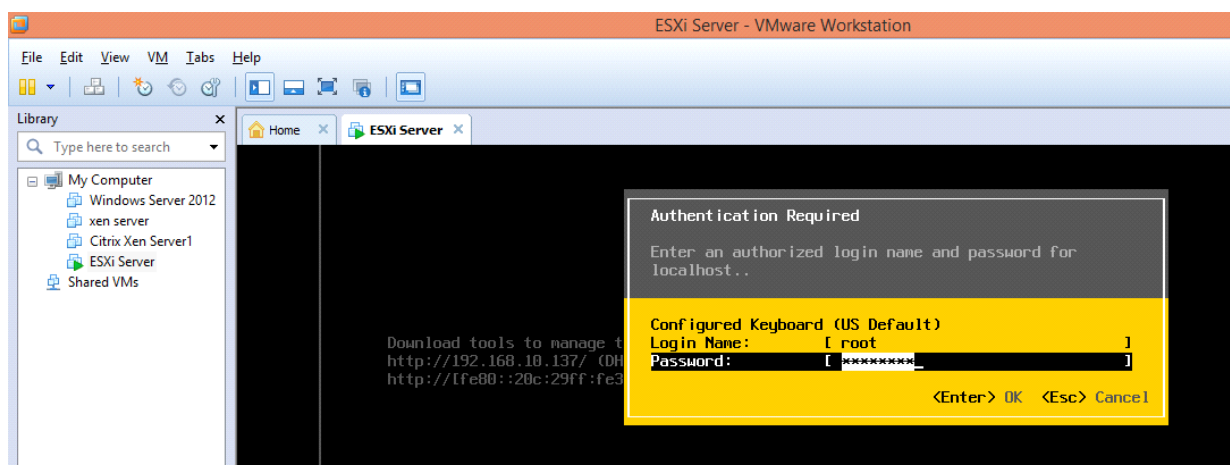 ESXi Server - VMware Workstation
File Edit View VM Tabs Help
Library
Home
ESXi Server
Type here to search
My Computer
Windows Server 2012
xen server
Citrix Xen Server1
ESXi Server
Shared VMs
Authentication Required
Enter an authorized login name and password for
localhost..
Configured Keyboard (US Default)
Login Name: [ root ]
Password: [ ******** ]
<Enter> OK <Esc> Cancel
Download tools to manage t
http://192.168.10.137/ (DH
http://[fe80::20c:29ff:fe3